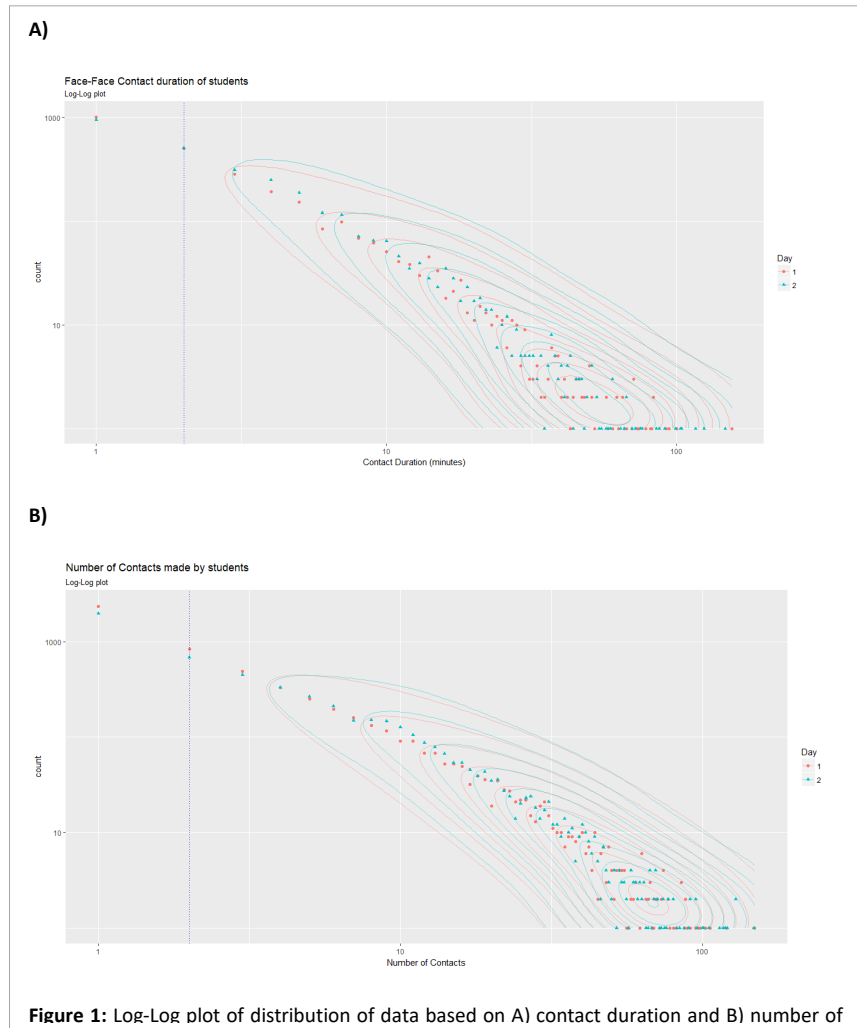 A)
Face-Face Contact duration of students
Log-Log plot
1000
10
count
1
10
100
Contact Duration (minutes)
Day
1
2
B)
Number of Contacts made by students
Log-Log plot
1000
10
count
1
10
100
Number of Contacts
Day
1
2
Figure 1: Log-Log plot of distribution of data based on A) contact duration and B) number of